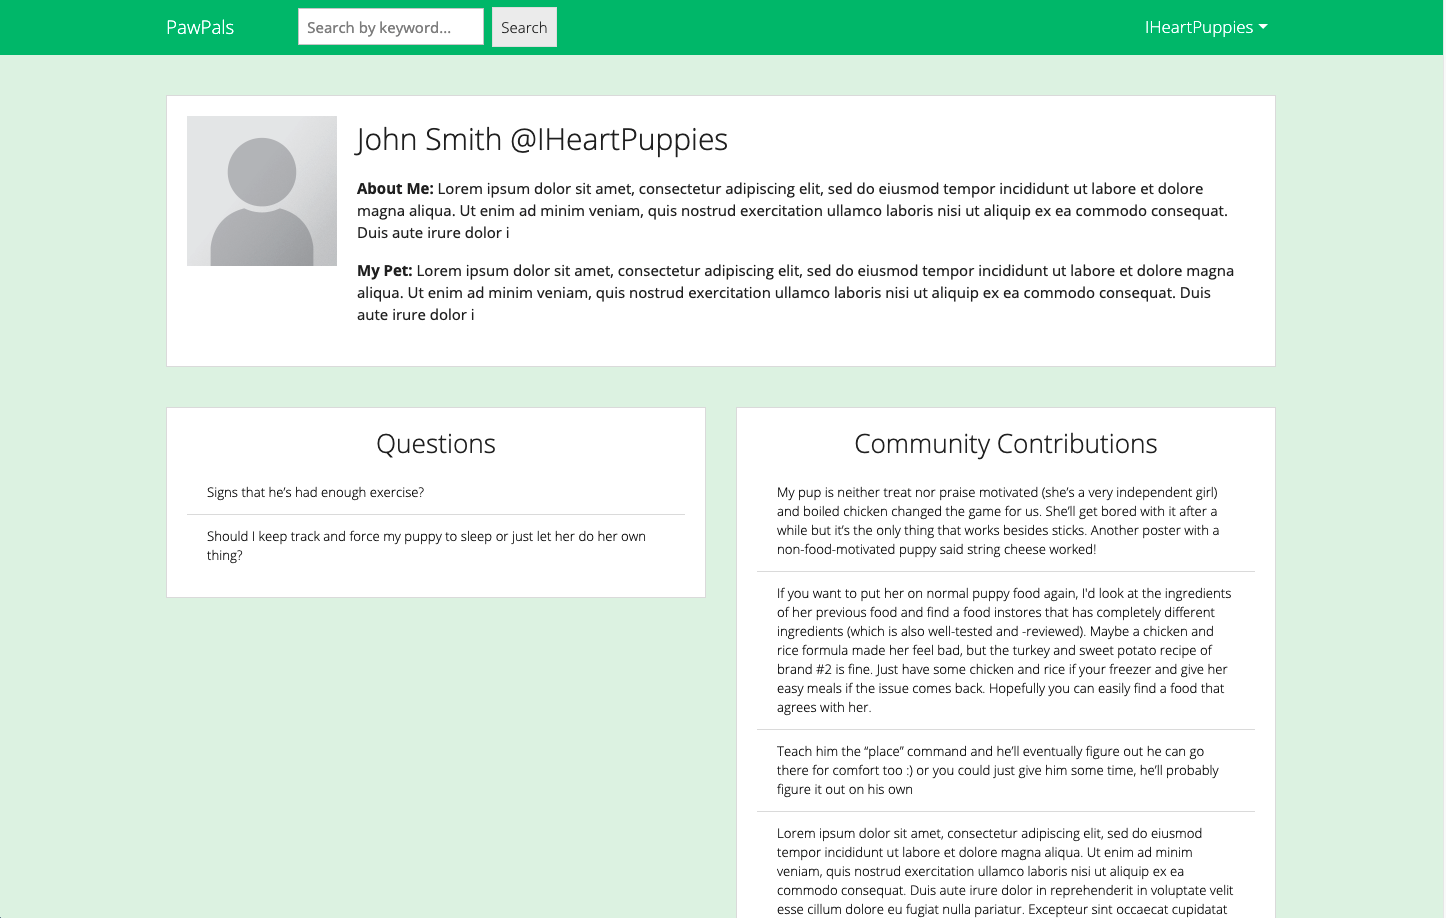 PawPals
Search by keyword...
Search
IHeartPuppies
John Smith @IHeartPuppies
About Me: Lorem ipsum dolor sit amet, consectetur adipiscing elit, sed do eiusmod tempor incididunt ut labore et dolore
magna aliqua. Ut enim ad minim veniam, quis nostrud exercitation ullamco laboris nisi ut aliquip ex ea commodo consequat.
Duis aute irure dolor i
My Pet: Lorem ipsum dolor sit amet, consectetur adipiscing elit, sed do eiusmod tempor incididunt ut labore et dolore magna
aliqua. Ut enim ad minim veniam, quis nostrud exercitation ullamco laboris nisi ut aliquip ex ea commodo consequat. Duis
aute irure dolor i
Questions
Signs that he’s had enough exercise?
Should I keep track and force my puppy to sleep or just let her do her own
thing?
Community Contributions
My pup is neither treat nor praise motivated (she’s a very independent girl)
and boiled chicken changed the game for us. She’ll get bored with it after a
while but it’s the only thing that works besides sticks. Another poster with a
non-food-motivated puppy said string cheese worked!
If you want to put her on normal puppy food again, I'd look at the ingredients
of her previous food and find a food instores that has completely different
ingredients (which is also well-tested and -reviewed). Maybe a chicken and
rice formula made her feel bad, but the turkey and sweet potato recipe of
brand #2 is fine. Just have some chicken and rice if your freezer and give her
easy meals if the issue comes back. Hopefully you can easily find a food that
agrees with her.
Teach him the “place” command and he’ll eventually figure out he can go
there for comfort too :) or you could just give him some time, he’ll probably
figure it out on his own
Lorem ipsum dolor sit amet, consectetur adipiscing elit, sed do eiusmod
tempor incididunt ut labore et dolore magna aliqua. Ut enim ad minim
veniam, quis nostrud exercitation ullamco laboris nisi ut aliquip ex ea
commodo consequat. Duis aute irure dolor in reprehenderit in voluptate velit
esse cillum dolore eu fugiat nulla pariatur. Excepteur sint occaecat cupidatat